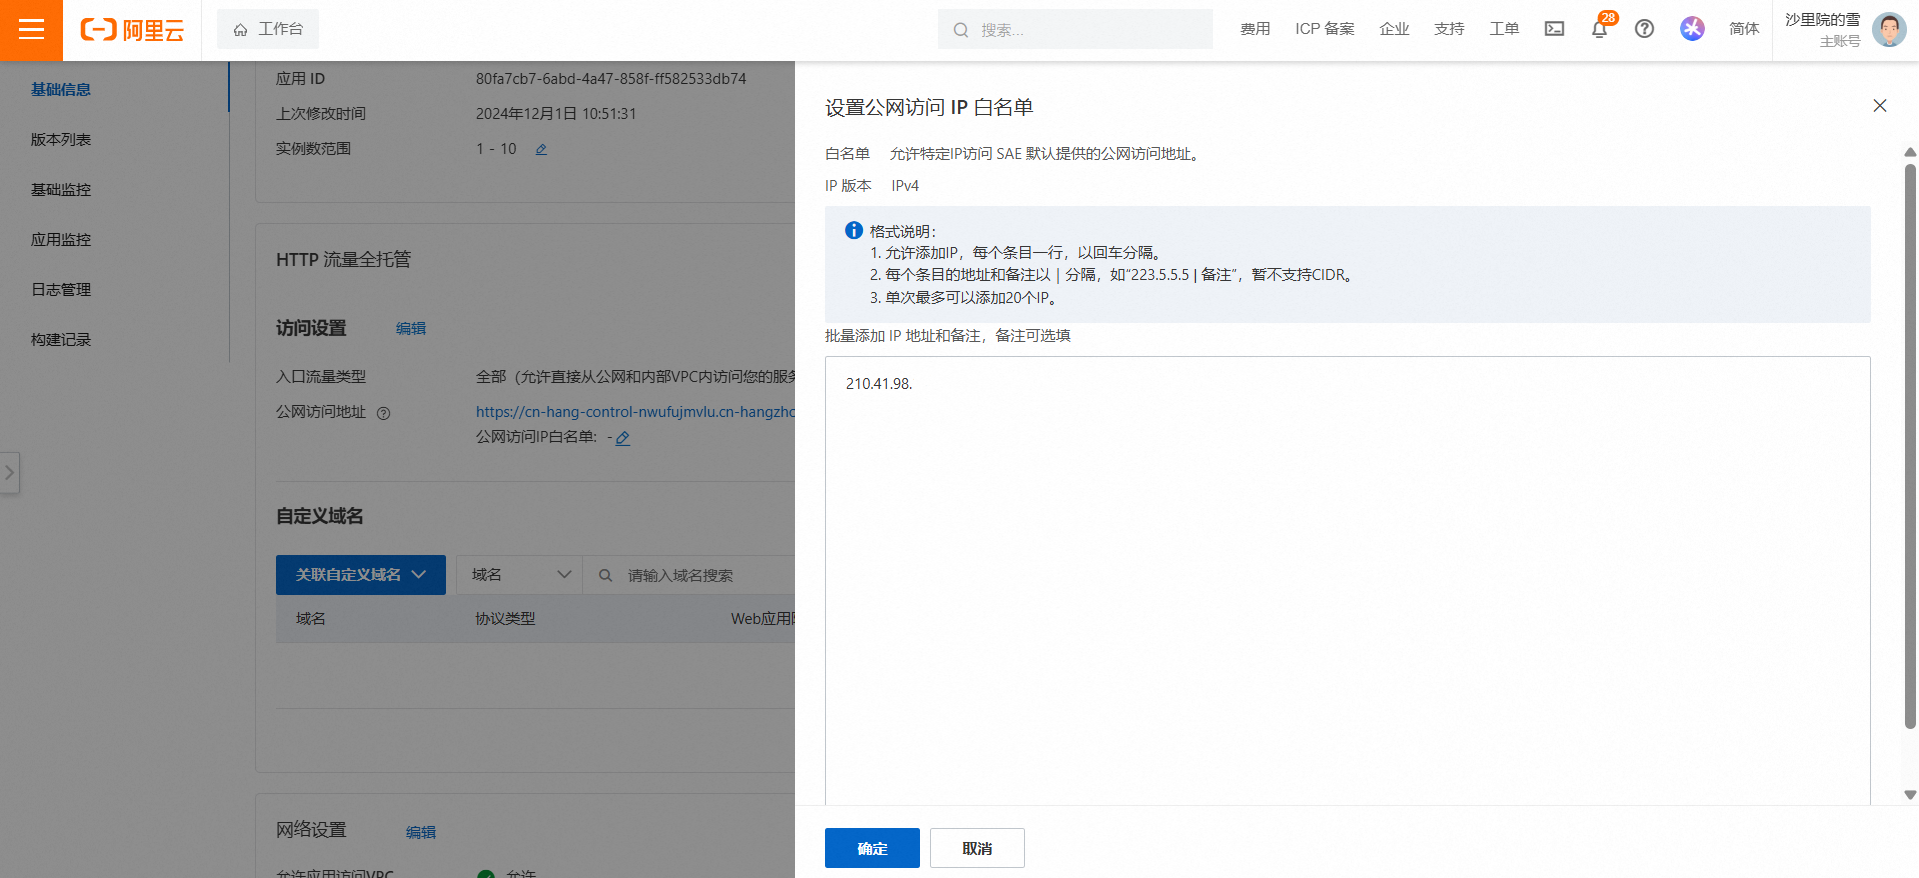 阿里云
工作台
搜索...
费用
ICP 备案
企业
支持
工单
28
简体
沙里院的雪
主账号
基础信息
版本列表
基础监控
应用监控
日志管理
构建记录
应用 ID
80fa7cb7-6abd-4a47-858f-ff582533db74
上次修改时间
2024年12月1日 10:51:31
实例数范围
1 - 10
HTTP 流量全托管
访问设置
编辑
入口流量类型
全部（允许直接从公网和内部VPC内访问您的服务
公网访问地址
https://cn-hang-control-nwufujmvlu.cn-hangzho
公网访问IP白名单: -
自定义域名
关联自定义域名
域名
请输入域名搜索
域名
协议类型
Web应用防
网络设置
编辑
允许应用访问VPC
允许
设置公网访问 IP 白名单
白名单 允许特定IP访问 SAE 默认提供的公网访问地址。
IP 版本 IPv4
格式说明：
1. 允许添加IP，每个条目一行，以回车分隔。
2. 每个条目的地址和备注以 | 分隔，如“223.5.5.5 | 备注”，暂不支持CIDR。
3. 单次最多可以添加20个IP。
批量添加 IP 地址和备注，备注可选填
210.41.98.
确定
取消